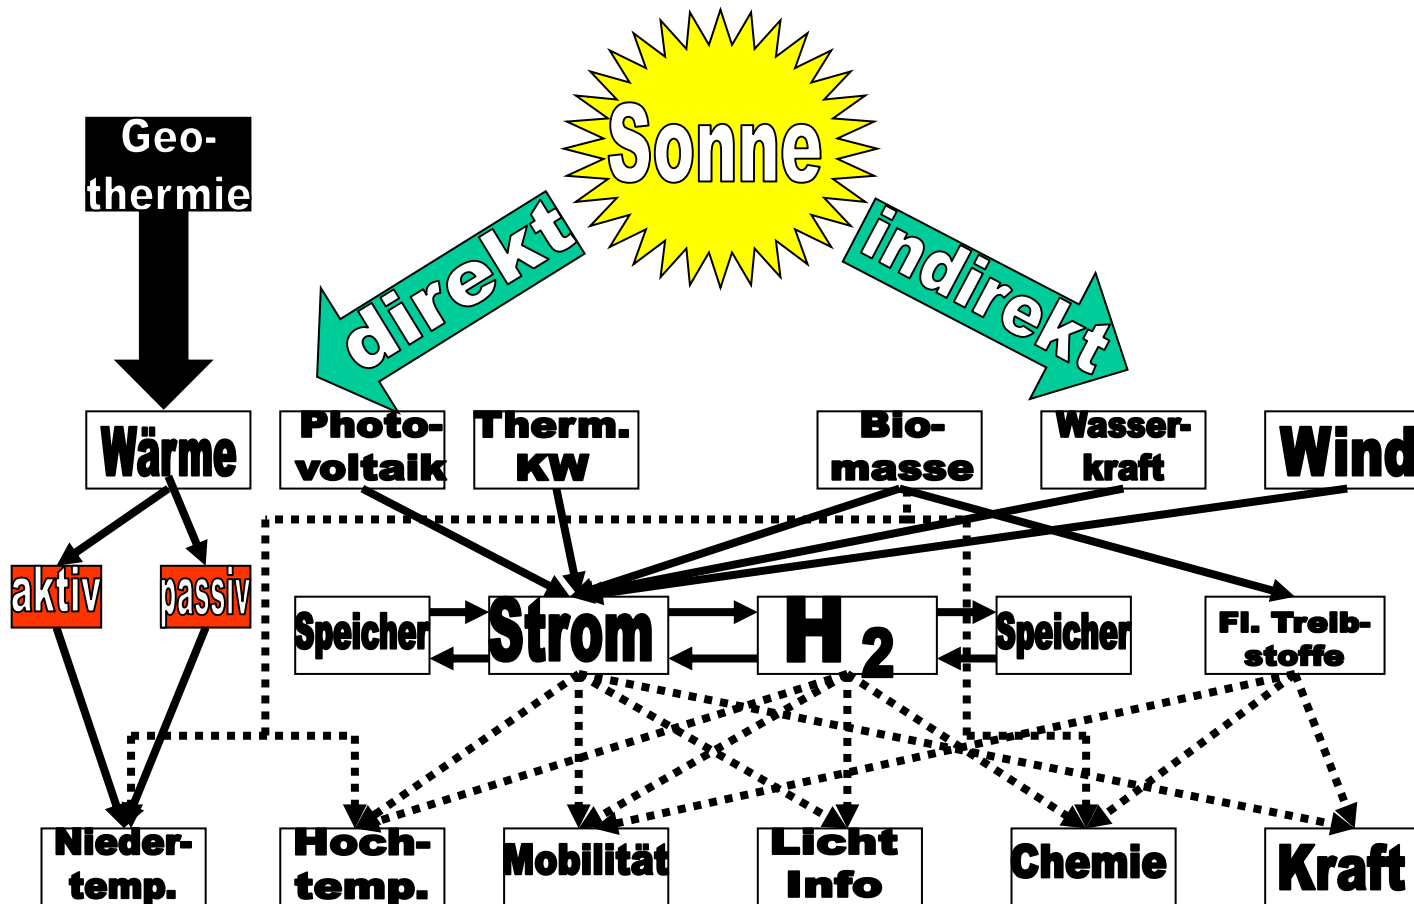 Sonne
Geo-
thermie
direkt
indirekt
Wärme
Photo-
voltaik
Therm.
KW
Bio-
masse
Wasser-
kraft
Wind
aktiv
passiv
Speicher
Strom
H 2
Speicher
Fl. Treib-
stoffe
Nieder-
temp.
Hoch-
temp.
Mobilität
Licht
Info
Chemie
Kraft